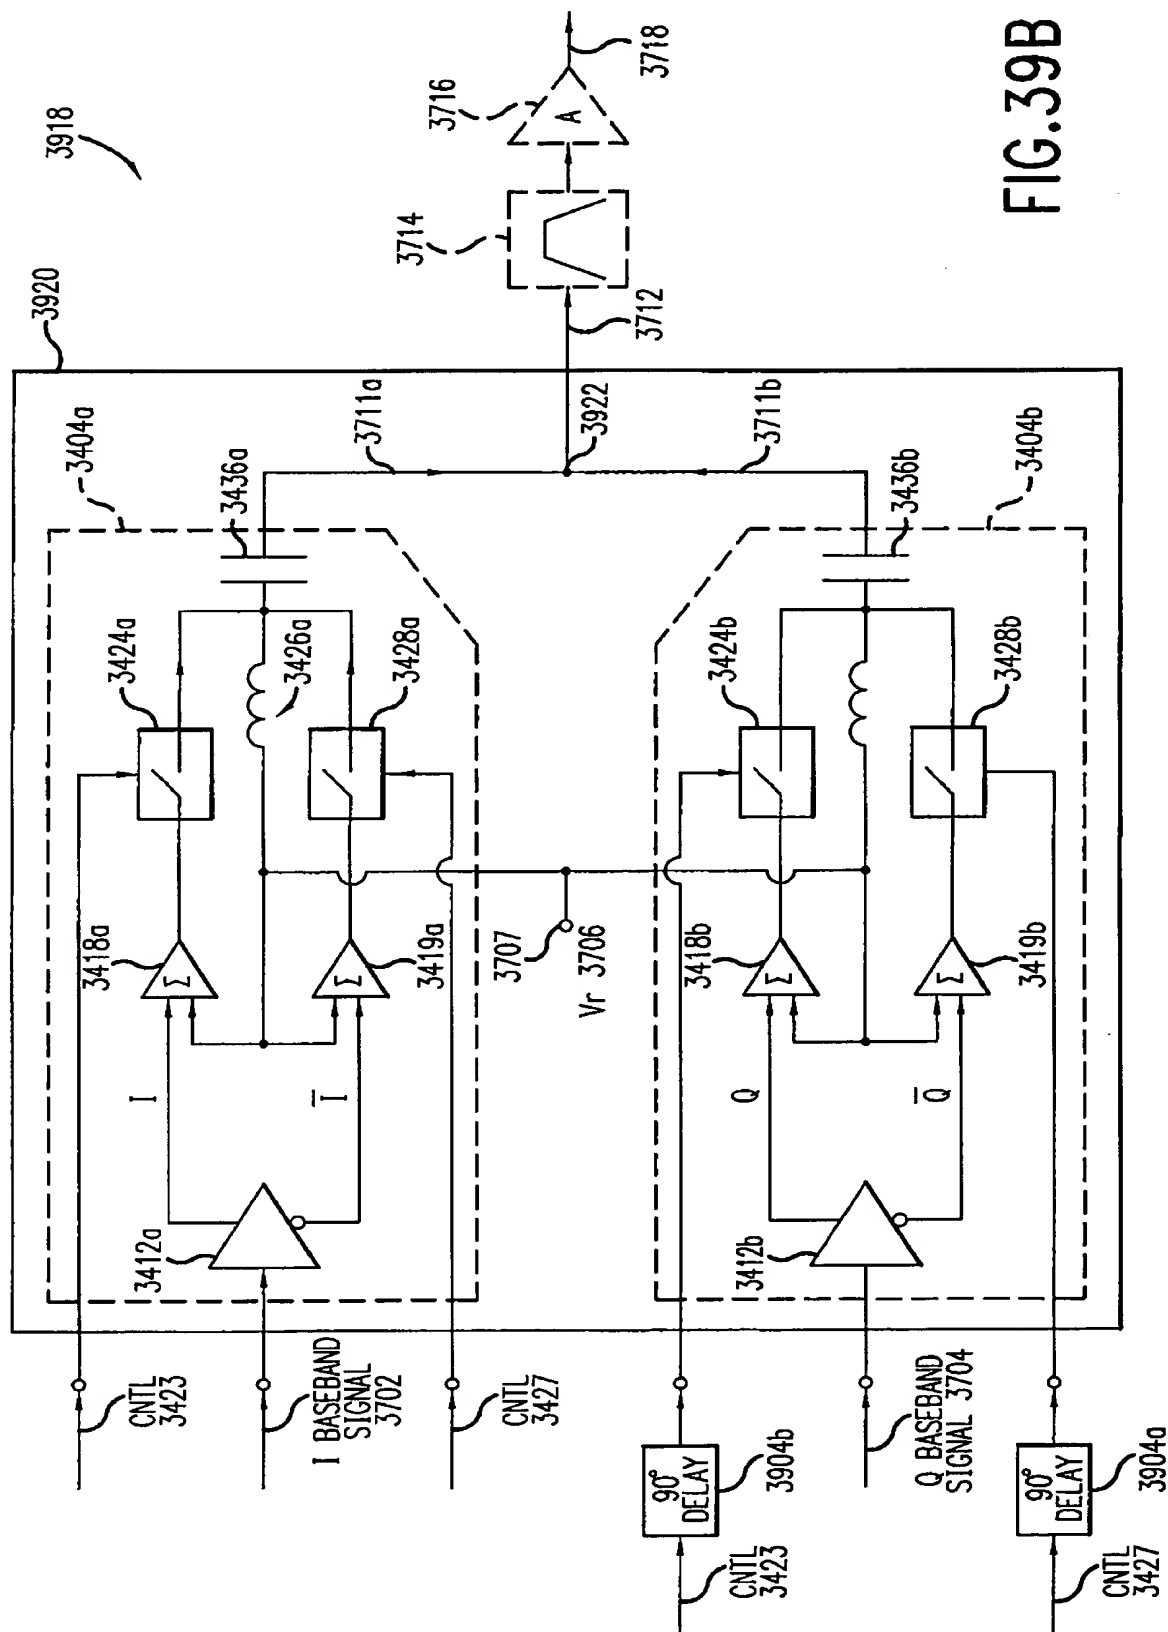 3918
3920
3404a
3436a
3424a
3426a
3428a
3418a
3419a
Σ
Σ
I
I̅
3412a
CNTL
3423
I BASEBAND
SIGNAL
3702
CNTL
3427
3711a
3922
3711b
3712
3714
3716
A
3718
3707
Vr 3706
3404b
3436b
3424b
3428b
3418b
3419b
Σ
Σ
Q
Q̅
3412b
90°
DELAY
3904b
CNTL
3423
Q BASEBAND
SIGNAL 3704
90°
DELAY
3904a
CNTL
3427
FIG.39B